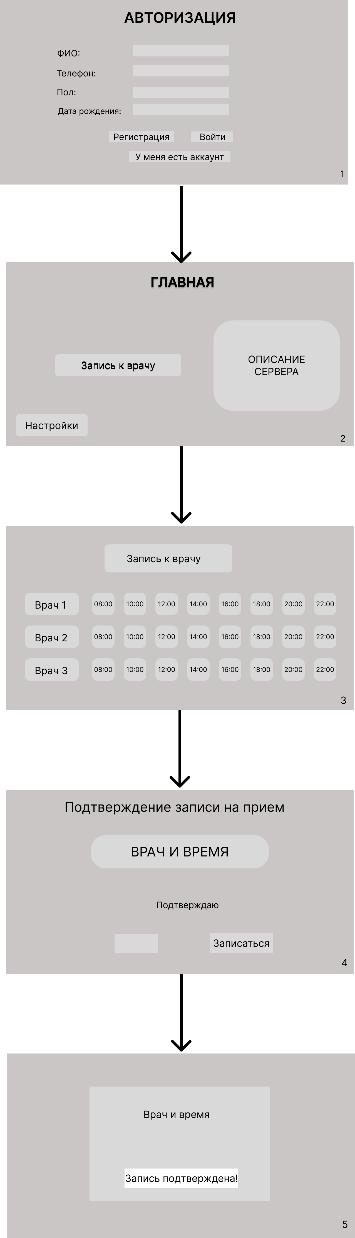 АВТОРИЗАЦИЯ
ФИО:
Телефон:
Пол:
Дата рождения:
Регистрация Войти
У меня есть аккаунт
1
ГЛАВНАЯ
Запись к врачу
ОПИСАНИЕ
СЕРВЕРА
Настройки
2
Запись к врачу
Врач 1 08:00 10:00 12:00 14:00 16:00 18:00 20:00 22:00
Врач 2 08:00 10:00 12:00 14:00 16:00 18:00 20:00 22:00
Врач 3 08:00 10:00 12:00 14:00 16:00 18:00 20:00 22:00
3
Подтверждение записи на прием
ВРАЧ И ВРЕМЯ
Подтверждаю
Записаться
4
Врач и время
Запись подтверждена!
5